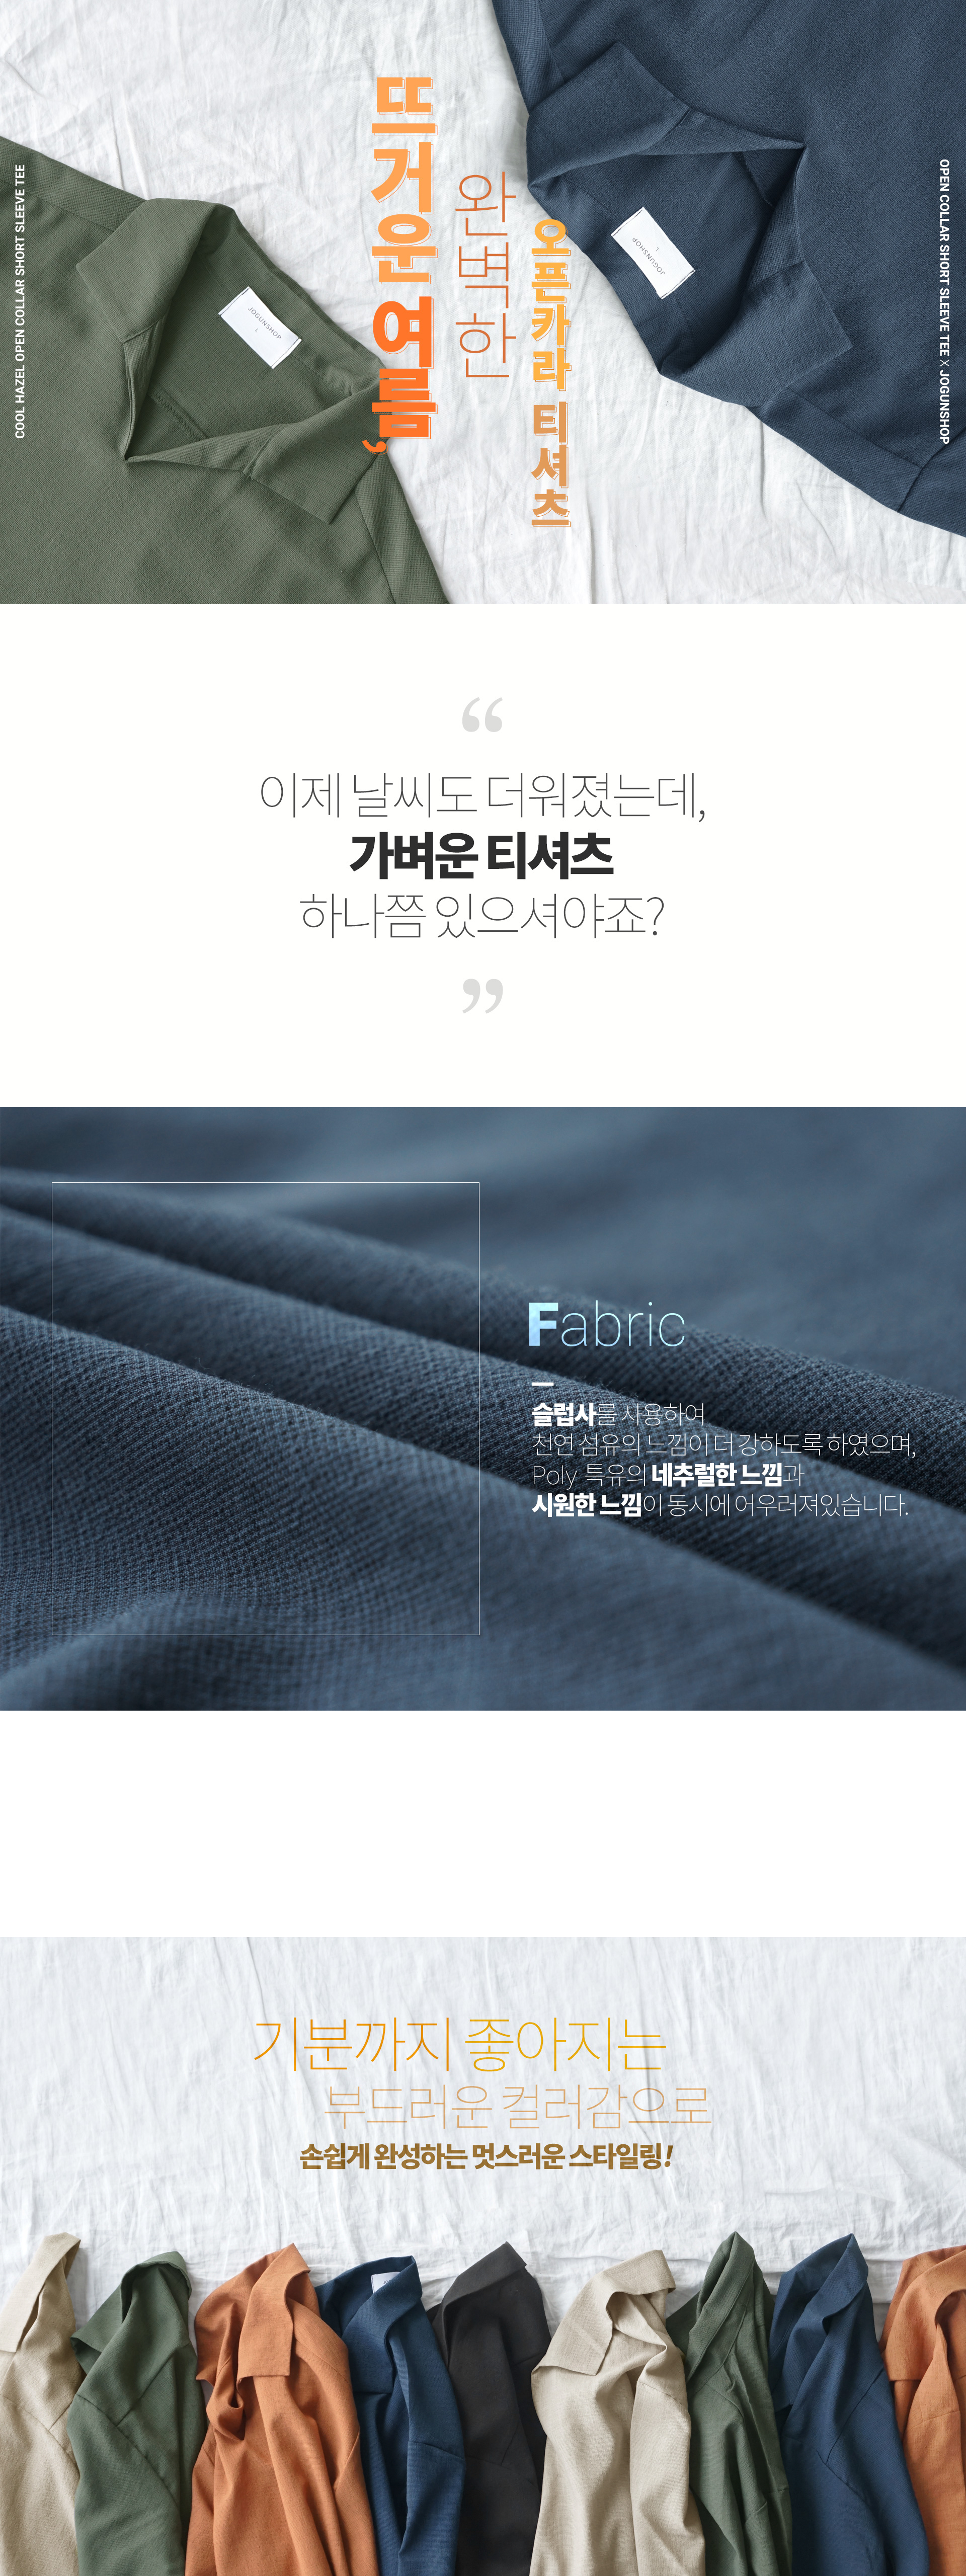 COOL HAZEL OPEN COLLAR SHORT SLEEVE TEE
뜨거운 여름,
완벽한
오픈카라 티셔츠
OPEN COLLAR SHORT SLEEVE TEE X JOGUNSHOP
JOGUNSHOP
L
JOGUNSHOP
L
“
이제 날씨도 더워졌는데,
가벼운 티셔츠
하나쯤 있으셔야죠?
”
Fabric
슬럽사를 사용하여
천연 섬유의 느낌이 더 강하도록 하였으며,
Poly 특유의 네추럴한 느낌과
시원한 느낌이 동시에 어우러져있습니다.
기분까지 좋아지는
부드러운 컬러감으로
손쉽게 완성하는 멋스러운 스타일링!